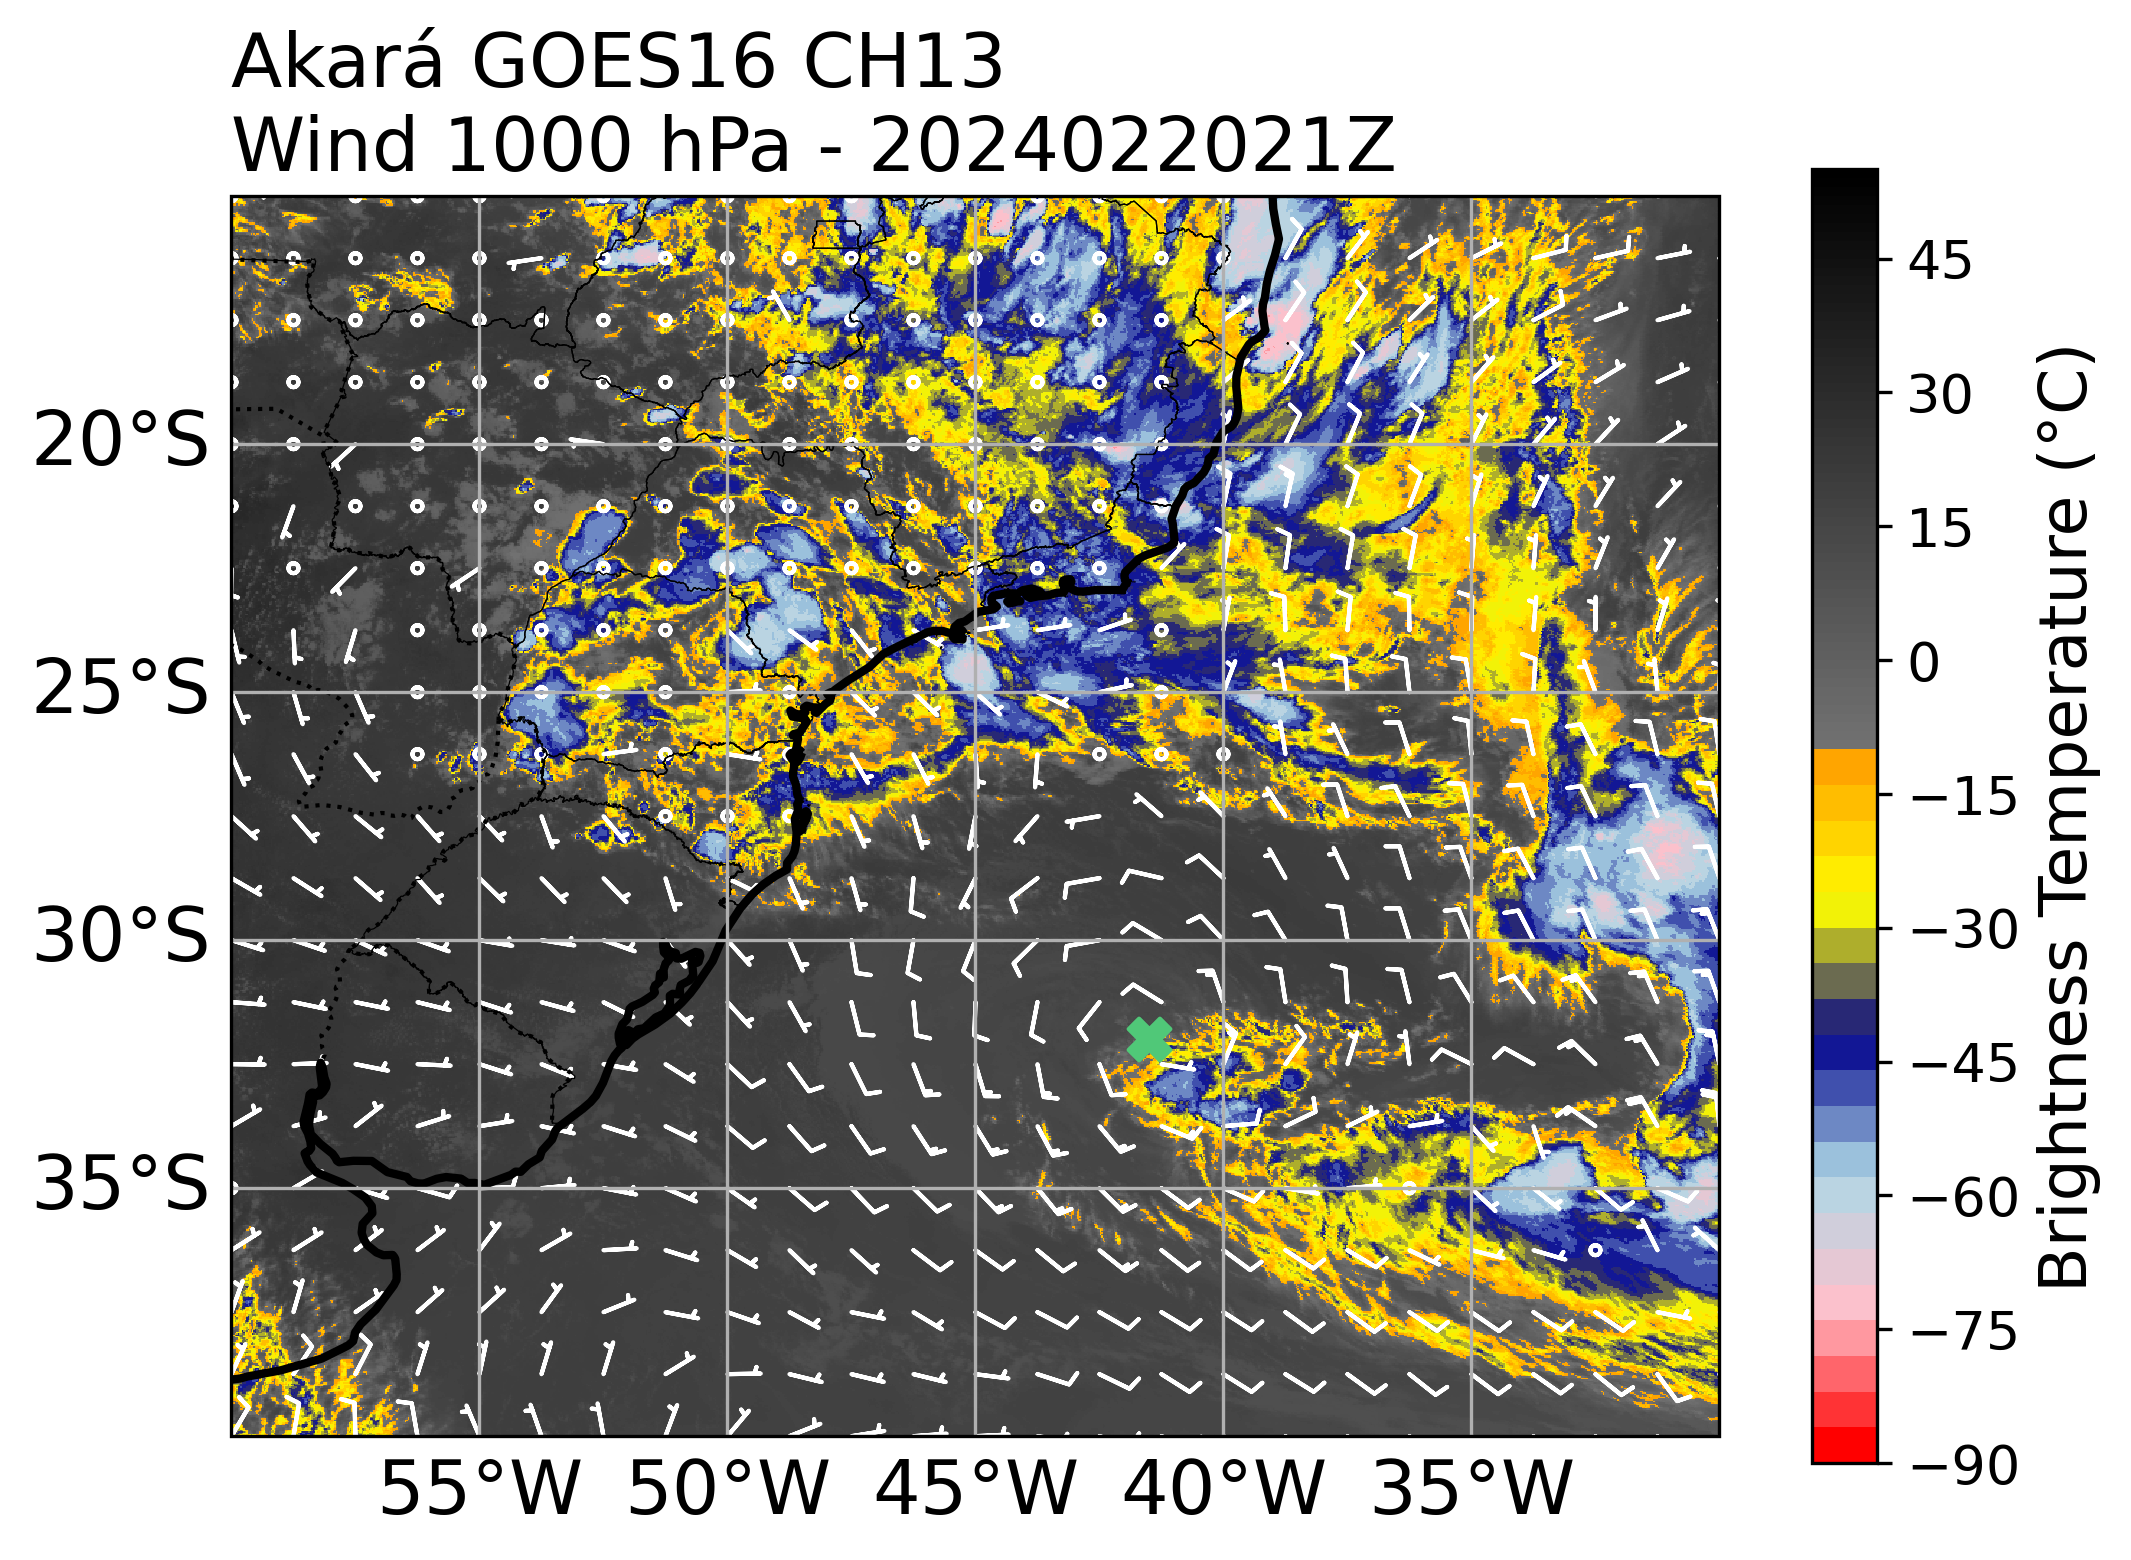 Akará GOES16 CH13
Wind 1000 hPa - 2024022021Z
20°S
25°S
30°S
35°S
55°W
50°W
45°W
40°W
35°W
45
30
15
0
−15
−30
−45
−60
−75
−90
Brightness Temperature (°C)